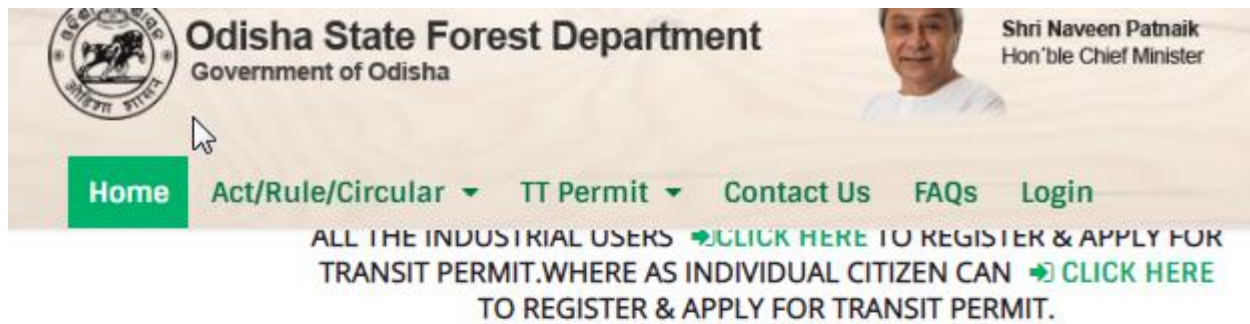 Odisha State Forest Department
Government of Odisha
Shri Naveen Patnaik
Hon'ble Chief Minister
Home Act/Rule/Circular TT Permit Contact Us FAQs Login
ALL THE INDUSTRIAL USERS CLICK HERE TO REGISTER & APPLY FOR
TRANSIT PERMIT.WHERE AS INDIVIDUAL CITIZEN CAN CLICK HERE
TO REGISTER & APPLY FOR TRANSIT PERMIT.